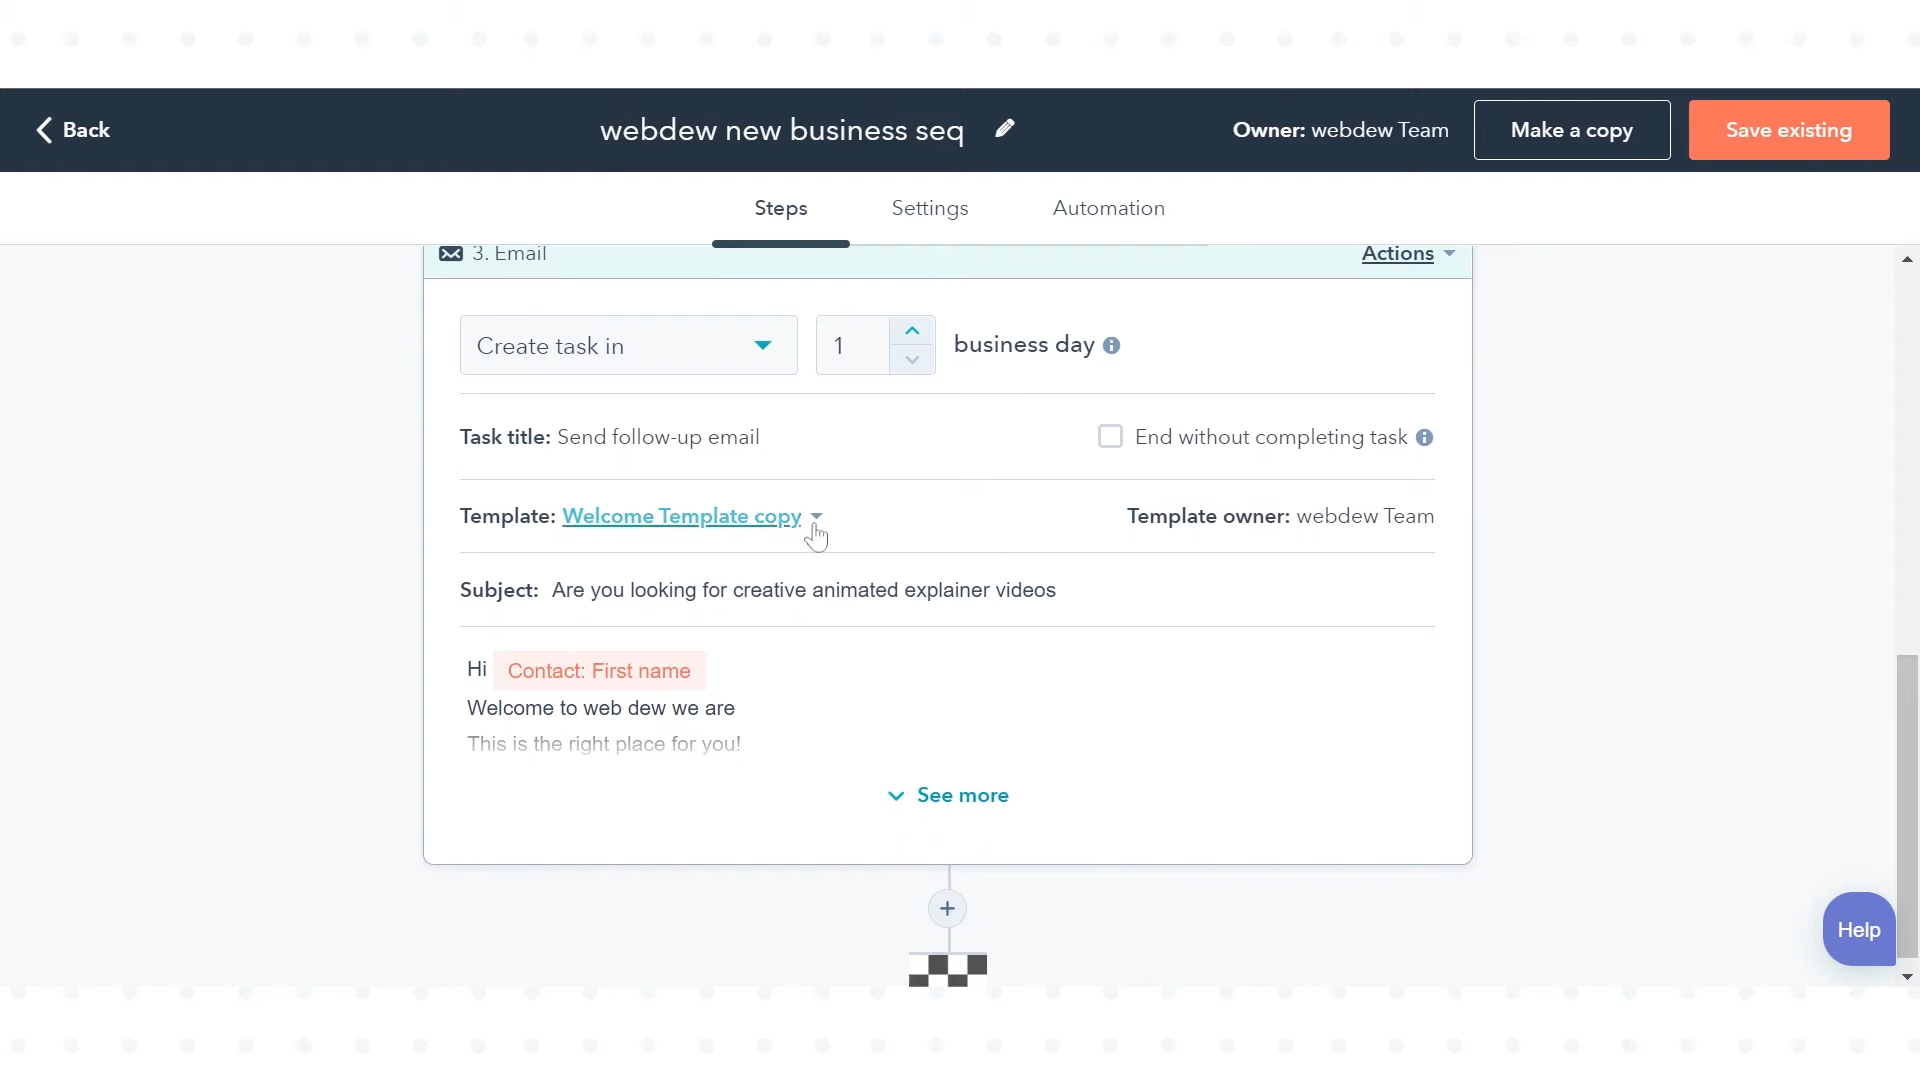 Back
webdew new business seq
Owner: webdew Team
Make a copy
Save existing
Steps
Settings
Automation
3. Email
Actions
Create task in
1
business day
Task title: Send follow-up email
End without completing task
Template: Welcome Template copy
Template owner: webdew Team
Subject: Are you looking for creative animated explainer videos
Hi Contact: First name
Welcome to web dew we are
This is the right place for you!
See more
Help